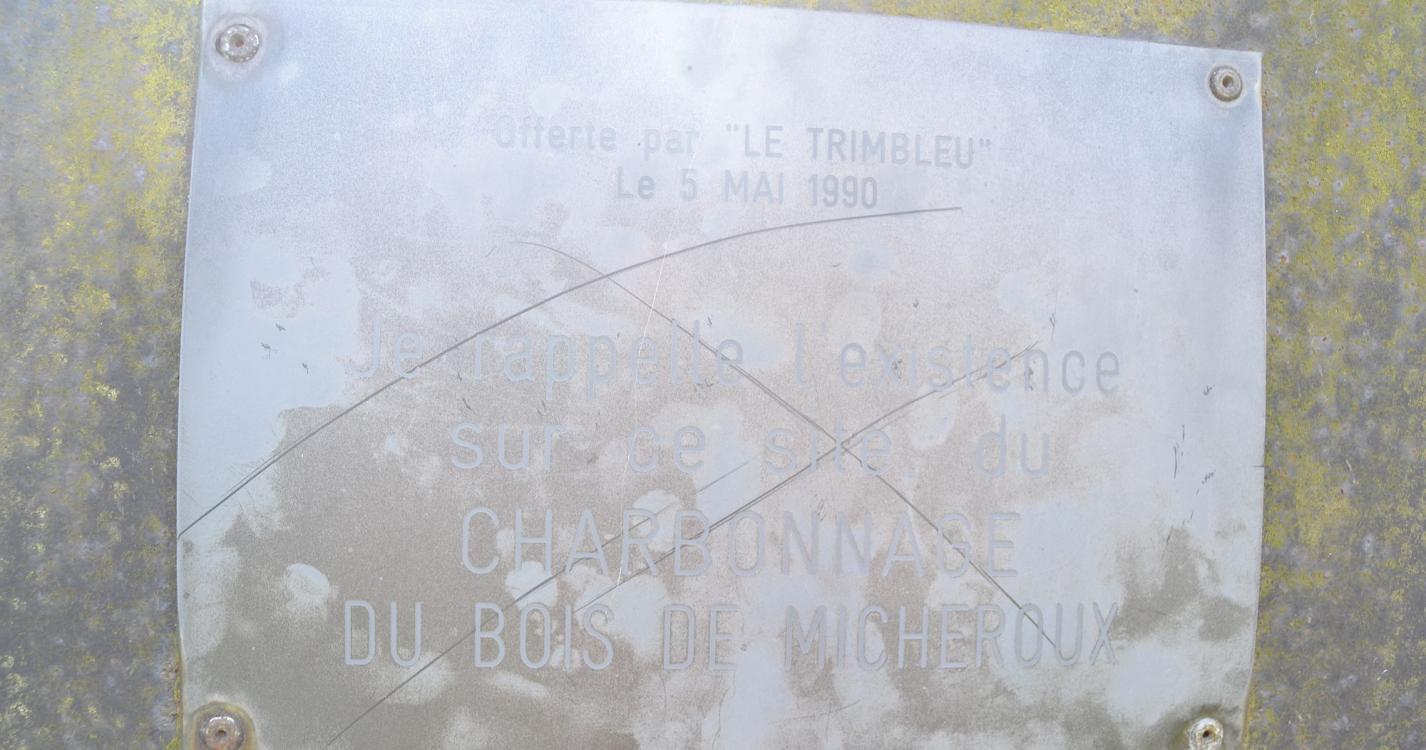 Offerte par "LE TRIMBLEU"
Le 5 MAI 1990
Je rappelle l'existence
sur ce site, du
CHARBONNAGE
DU BOIS DE MICHEROUX